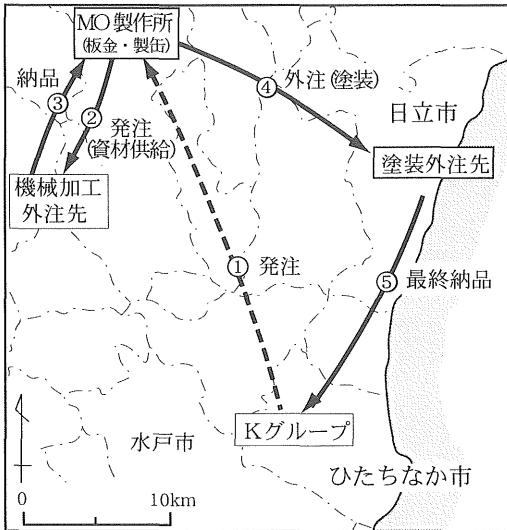 MO製作所
(板金・製缶)
納品
③
②
発注
(資材供給)
④
外注(塗装)
日立市
塗装外注先
機械加工
外注先
①
発注
⑤
最終納品
Kグループ
水戸市
ひたちなか市
0
10km